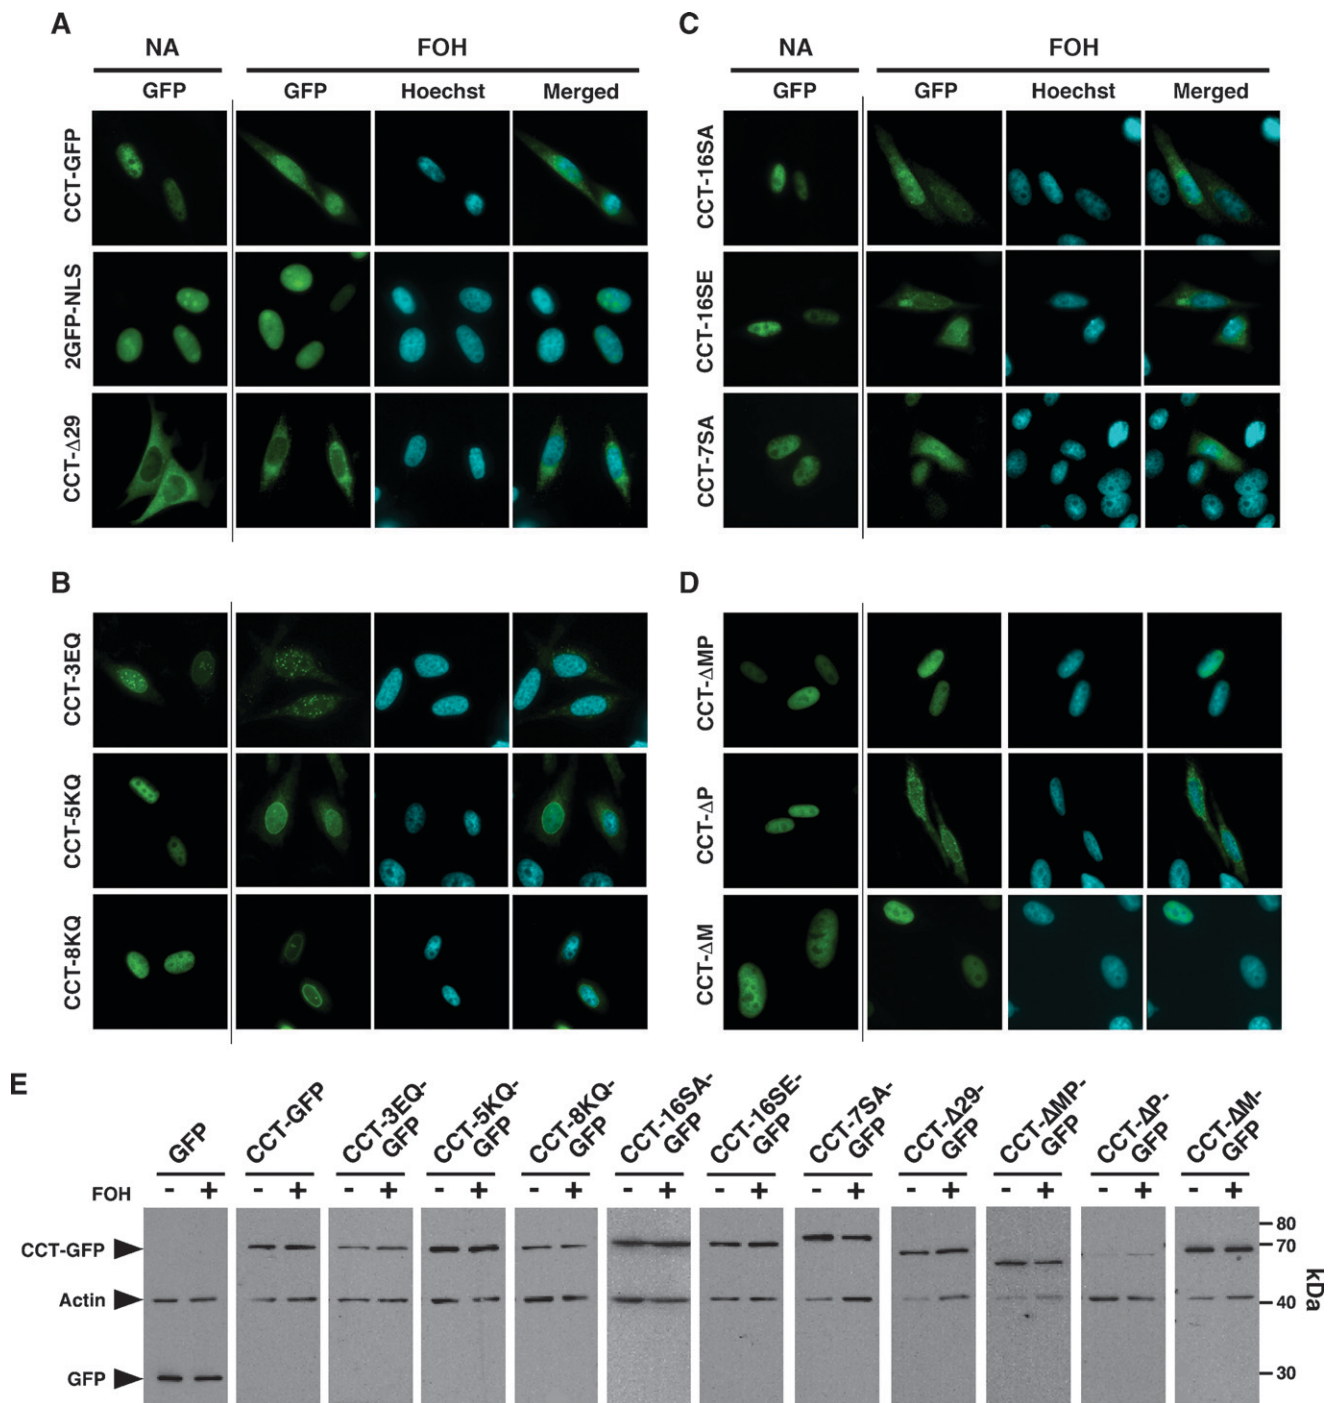 A
NA FOH
GFP GFP Hoechst Merged
CCT-GFP
2GFP-NLS
CCT-Δ29
C
NA FOH
GFP GFP Hoechst Merged
CCT-16SA
CCT-16SE
CCT-7SA
B
CCT-3EQ
CCT-5KQ
CCT-8KQ
D
CCT-ΔMP
CCT-ΔP
CCT-ΔM
E
GFP
CCT-GFP
CCT-3EQ-
GFP
CCT-5KQ-
GFP
CCT-8KQ-
GFP
CCT-16SA-
GFP
CCT-16SE-
GFP
CCT-7SA-
GFP
CCT-Δ29-
GFP
CCT-ΔMP-
GFP
CCT-ΔP-
GFP
CCT-ΔM-
GFP
FOH - + - + - + - + - + - + - + - + - + - + - + - +
CCT-GFP
Actin
GFP
80
70
40
30
kDa